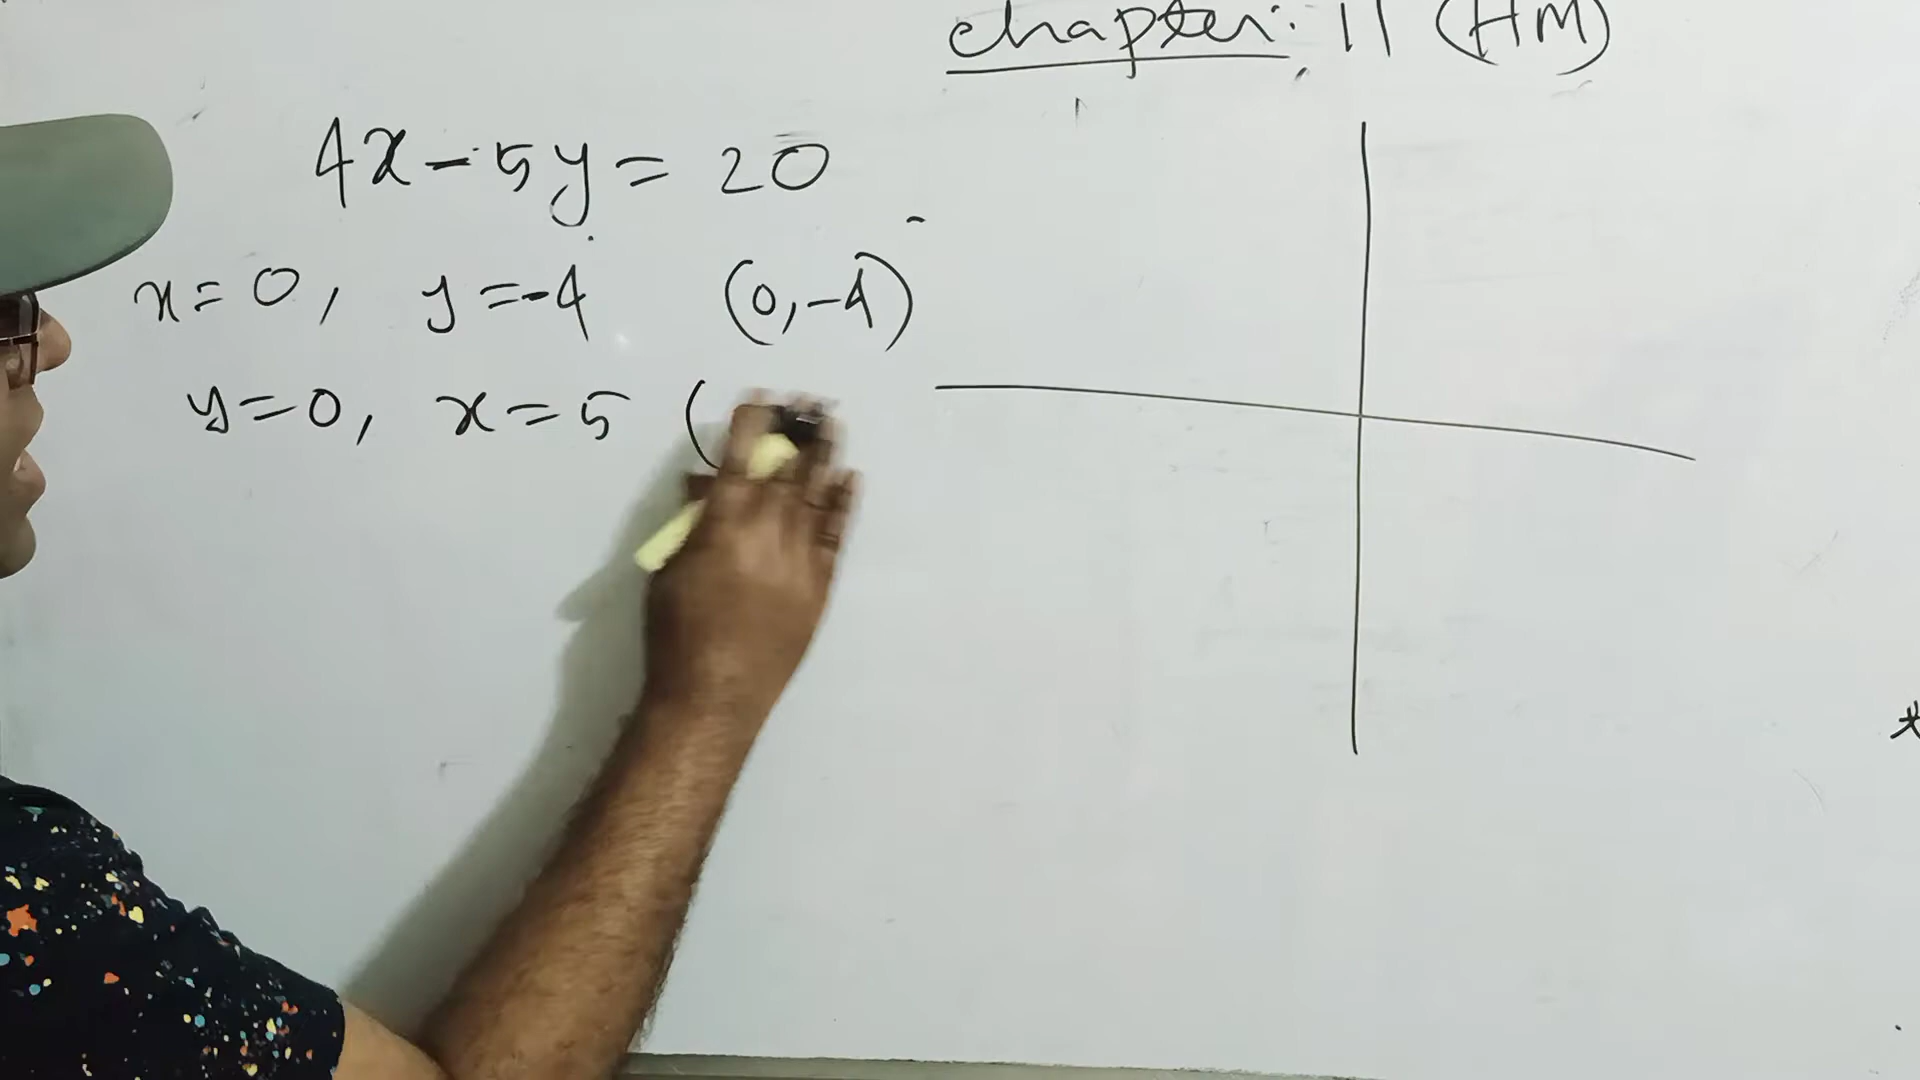 chapter: 11 (HM)
4x - 5y = 20
x = 0, y = -4 (0, -4)
y = 0, x = 5 (